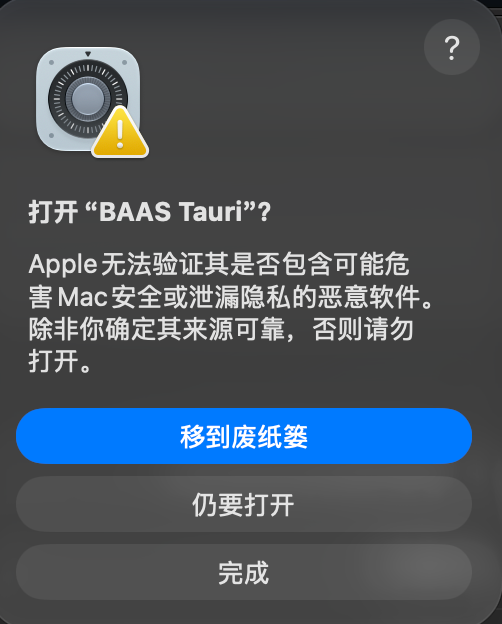 ?
打开“BAAS Tauri”?
Apple无法验证其是否包含可能危
害Mac安全或泄漏隐私的恶意软件。
除非你确定其来源可靠，否则请勿
打开。
移到废纸篓
仍要打开
完成